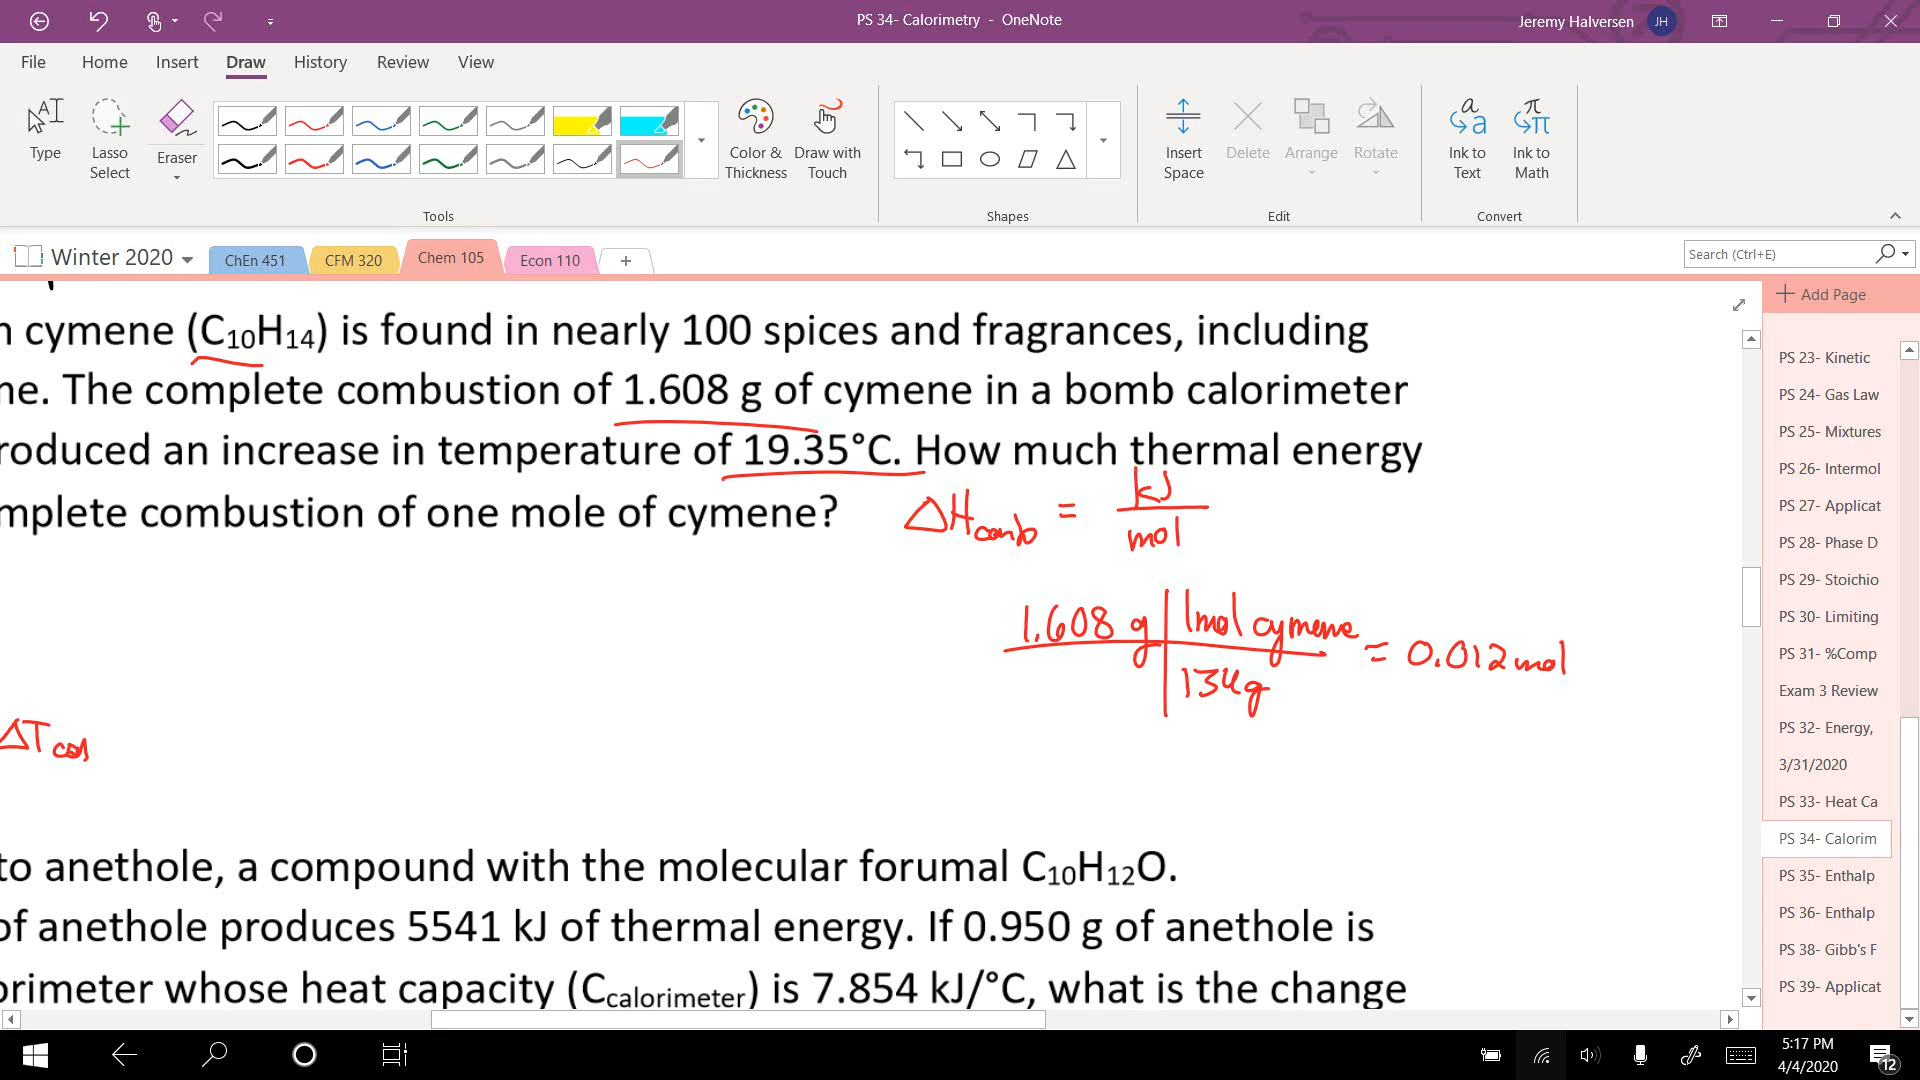 PS 34- Calorimetry - OneNote
Jeremy Halversen JH
File Home Insert Draw History Review View
Type
Lasso Select
Eraser
Color & Thickness
Draw with Touch
Insert Space
Delete
Arrange
Rotate
Ink to Text
Ink to Math
Tools
Shapes
Edit
Convert
Winter 2020
ChEn 451
CFM 320
Chem 105
Econ 110
Search (Ctrl+E)
Add Page
n cymene (C10H14) is found in nearly 100 spices and fragrances, including
ne. The complete combustion of 1.608 g of cymene in a bomb calorimeter
roduced an increase in temperature of 19.35°C. How much thermal energy
mplete combustion of one mole of cymene?
ΔHcomb = kJ
mol
1.608 g 1mol cymene = 0.012 mol
134g
ΔTcal
to anethole, a compound with the molecular forumal C10H12O.
of anethole produces 5541 kJ of thermal energy. If 0.950 g of anethole is
orimeter whose heat capacity (Ccalorimeter) is 7.854 kJ/°C, what is the change
PS 23- Kinetic
PS 24- Gas Law
PS 25- Mixtures
PS 26- Intermol
PS 27- Applicat
PS 28- Phase D
PS 29- Stoichio
PS 30- Limiting
PS 31- %Comp
Exam 3 Review
PS 32- Energy,
3/31/2020
PS 33- Heat Ca
PS 34- Calorim
PS 35- Enthalp
PS 36- Enthalp
PS 38- Gibb's F
PS 39- Applicat
5:17 PM
4/4/2020
12